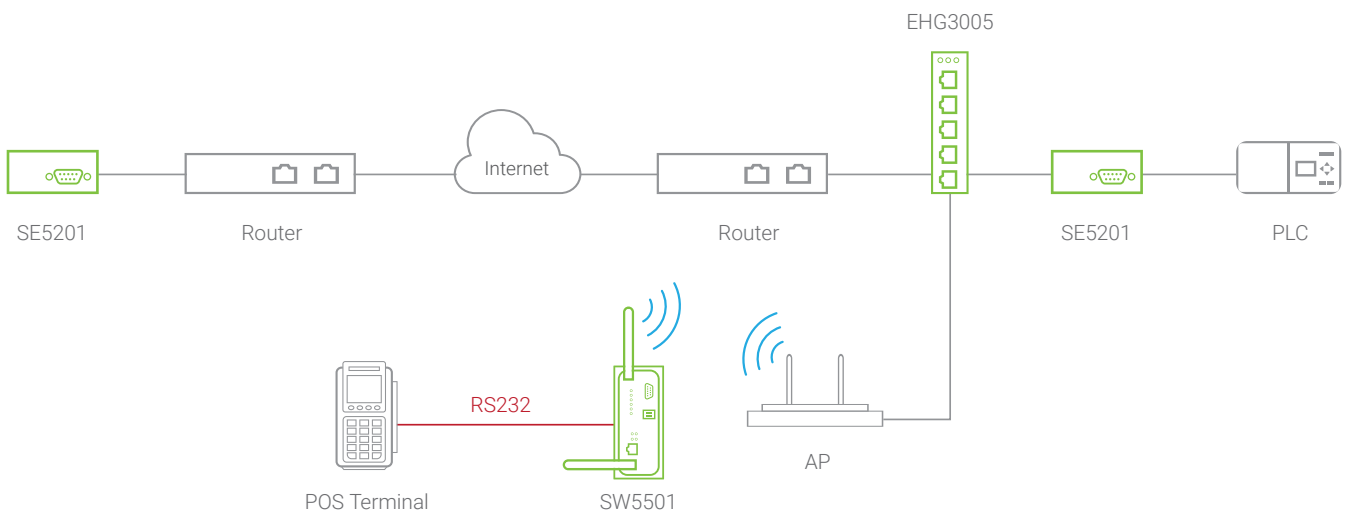 EHG3005
Internet
SE5201
Router
Router
SE5201
PLC
RS232
AP
POS Terminal
SW5501